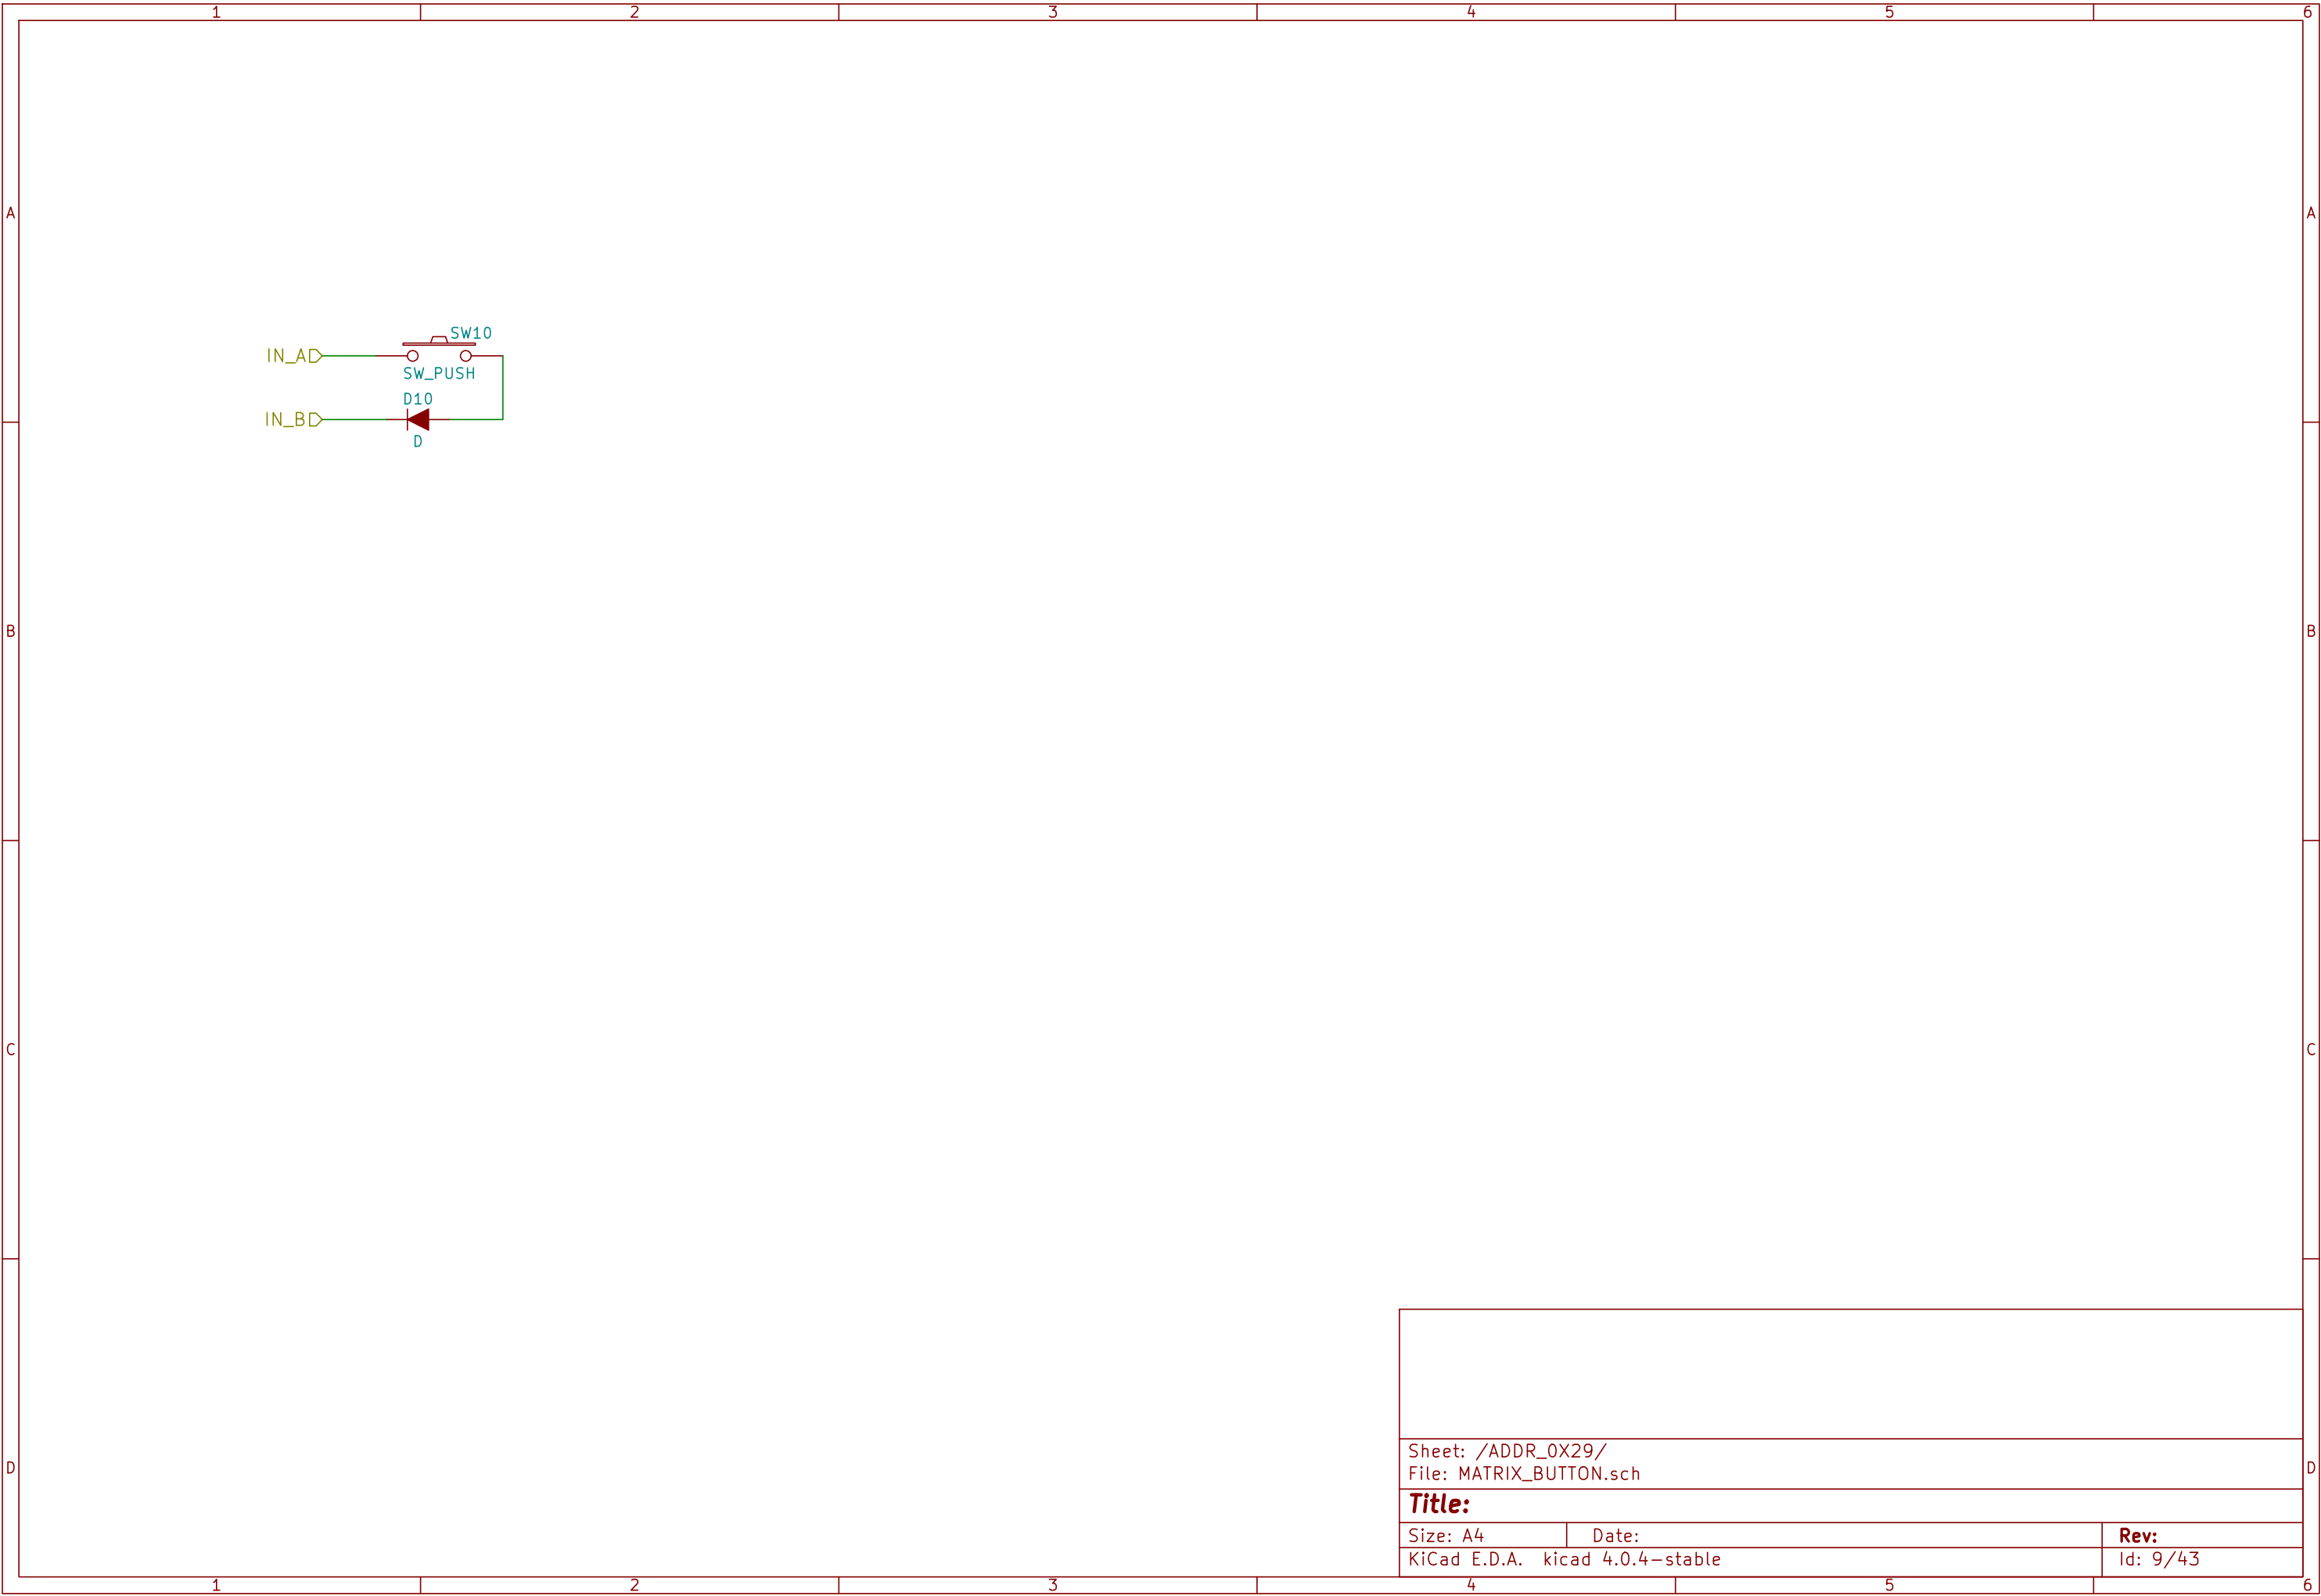 1 2 3 4 5 6
A A
SW10
IN_A
SW_PUSH
D10
IN_B
D
B B
C C
Sheet: /ADDR_0X29/
File: MATRIX_BUTTON.sch
D D
Title:
Size: A4 Date: Rev:
KiCad E.D.A. kicad 4.0.4-stable Id: 9/43
1 2 3 4 5 6